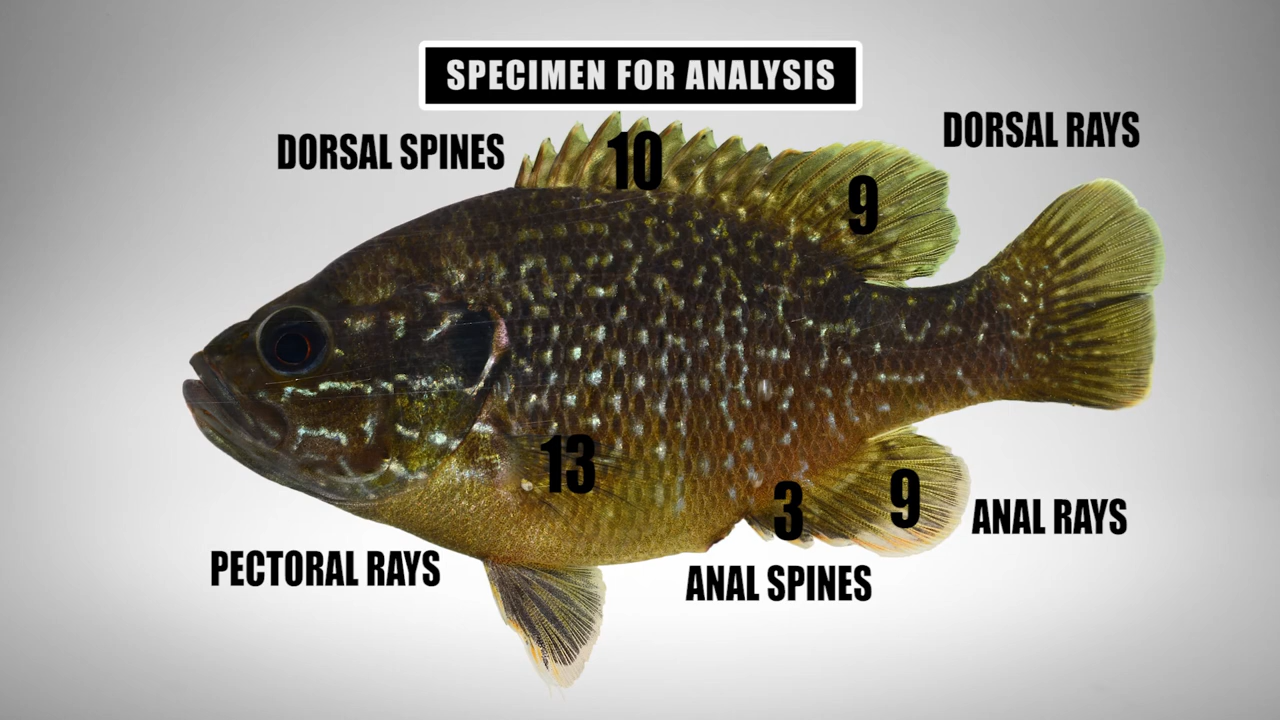 SPECIMEN FOR ANALYSIS
DORSAL SPINES
10
DORSAL RAYS
9
13
3
9
ANAL RAYS
PECTORAL RAYS
ANAL SPINES